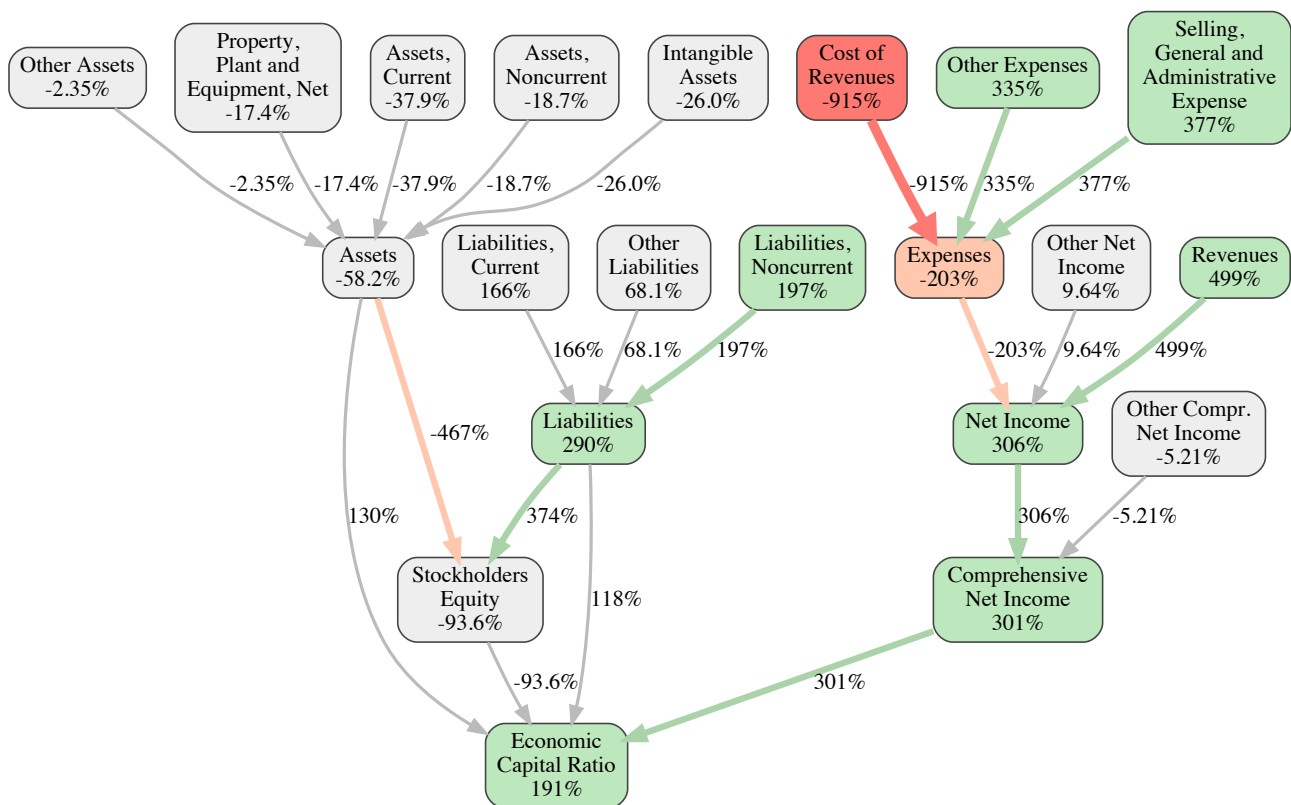 Other Assets
-2.35%
Property,
Plant and
Equipment, Net
-17.4%
Assets,
Current
-37.9%
Assets,
Noncurrent
-18.7%
Intangible
Assets
-26.0%
Cost of
Revenues
-915%
Other Expenses
335%
Selling,
General and
Administrative
Expense
377%
-2.35%
-17.4%
-37.9%
-18.7%
-26.0%
-915%
335%
377%
Assets
-58.2%
Liabilities,
Current
166%
Other
Liabilities
68.1%
Liabilities,
Noncurrent
197%
Expenses
-203%
Other Net
Income
9.64%
Revenues
499%
166%
68.1%
197%
-203%
9.64%
499%
-467%
Liabilities
290%
Net Income
306%
Other Compr.
Net Income
-5.21%
130%
374%
306%
-5.21%
Stockholders
Equity
-93.6%
118%
Comprehensive
Net Income
301%
-93.6%
301%
Economic
Capital Ratio
191%